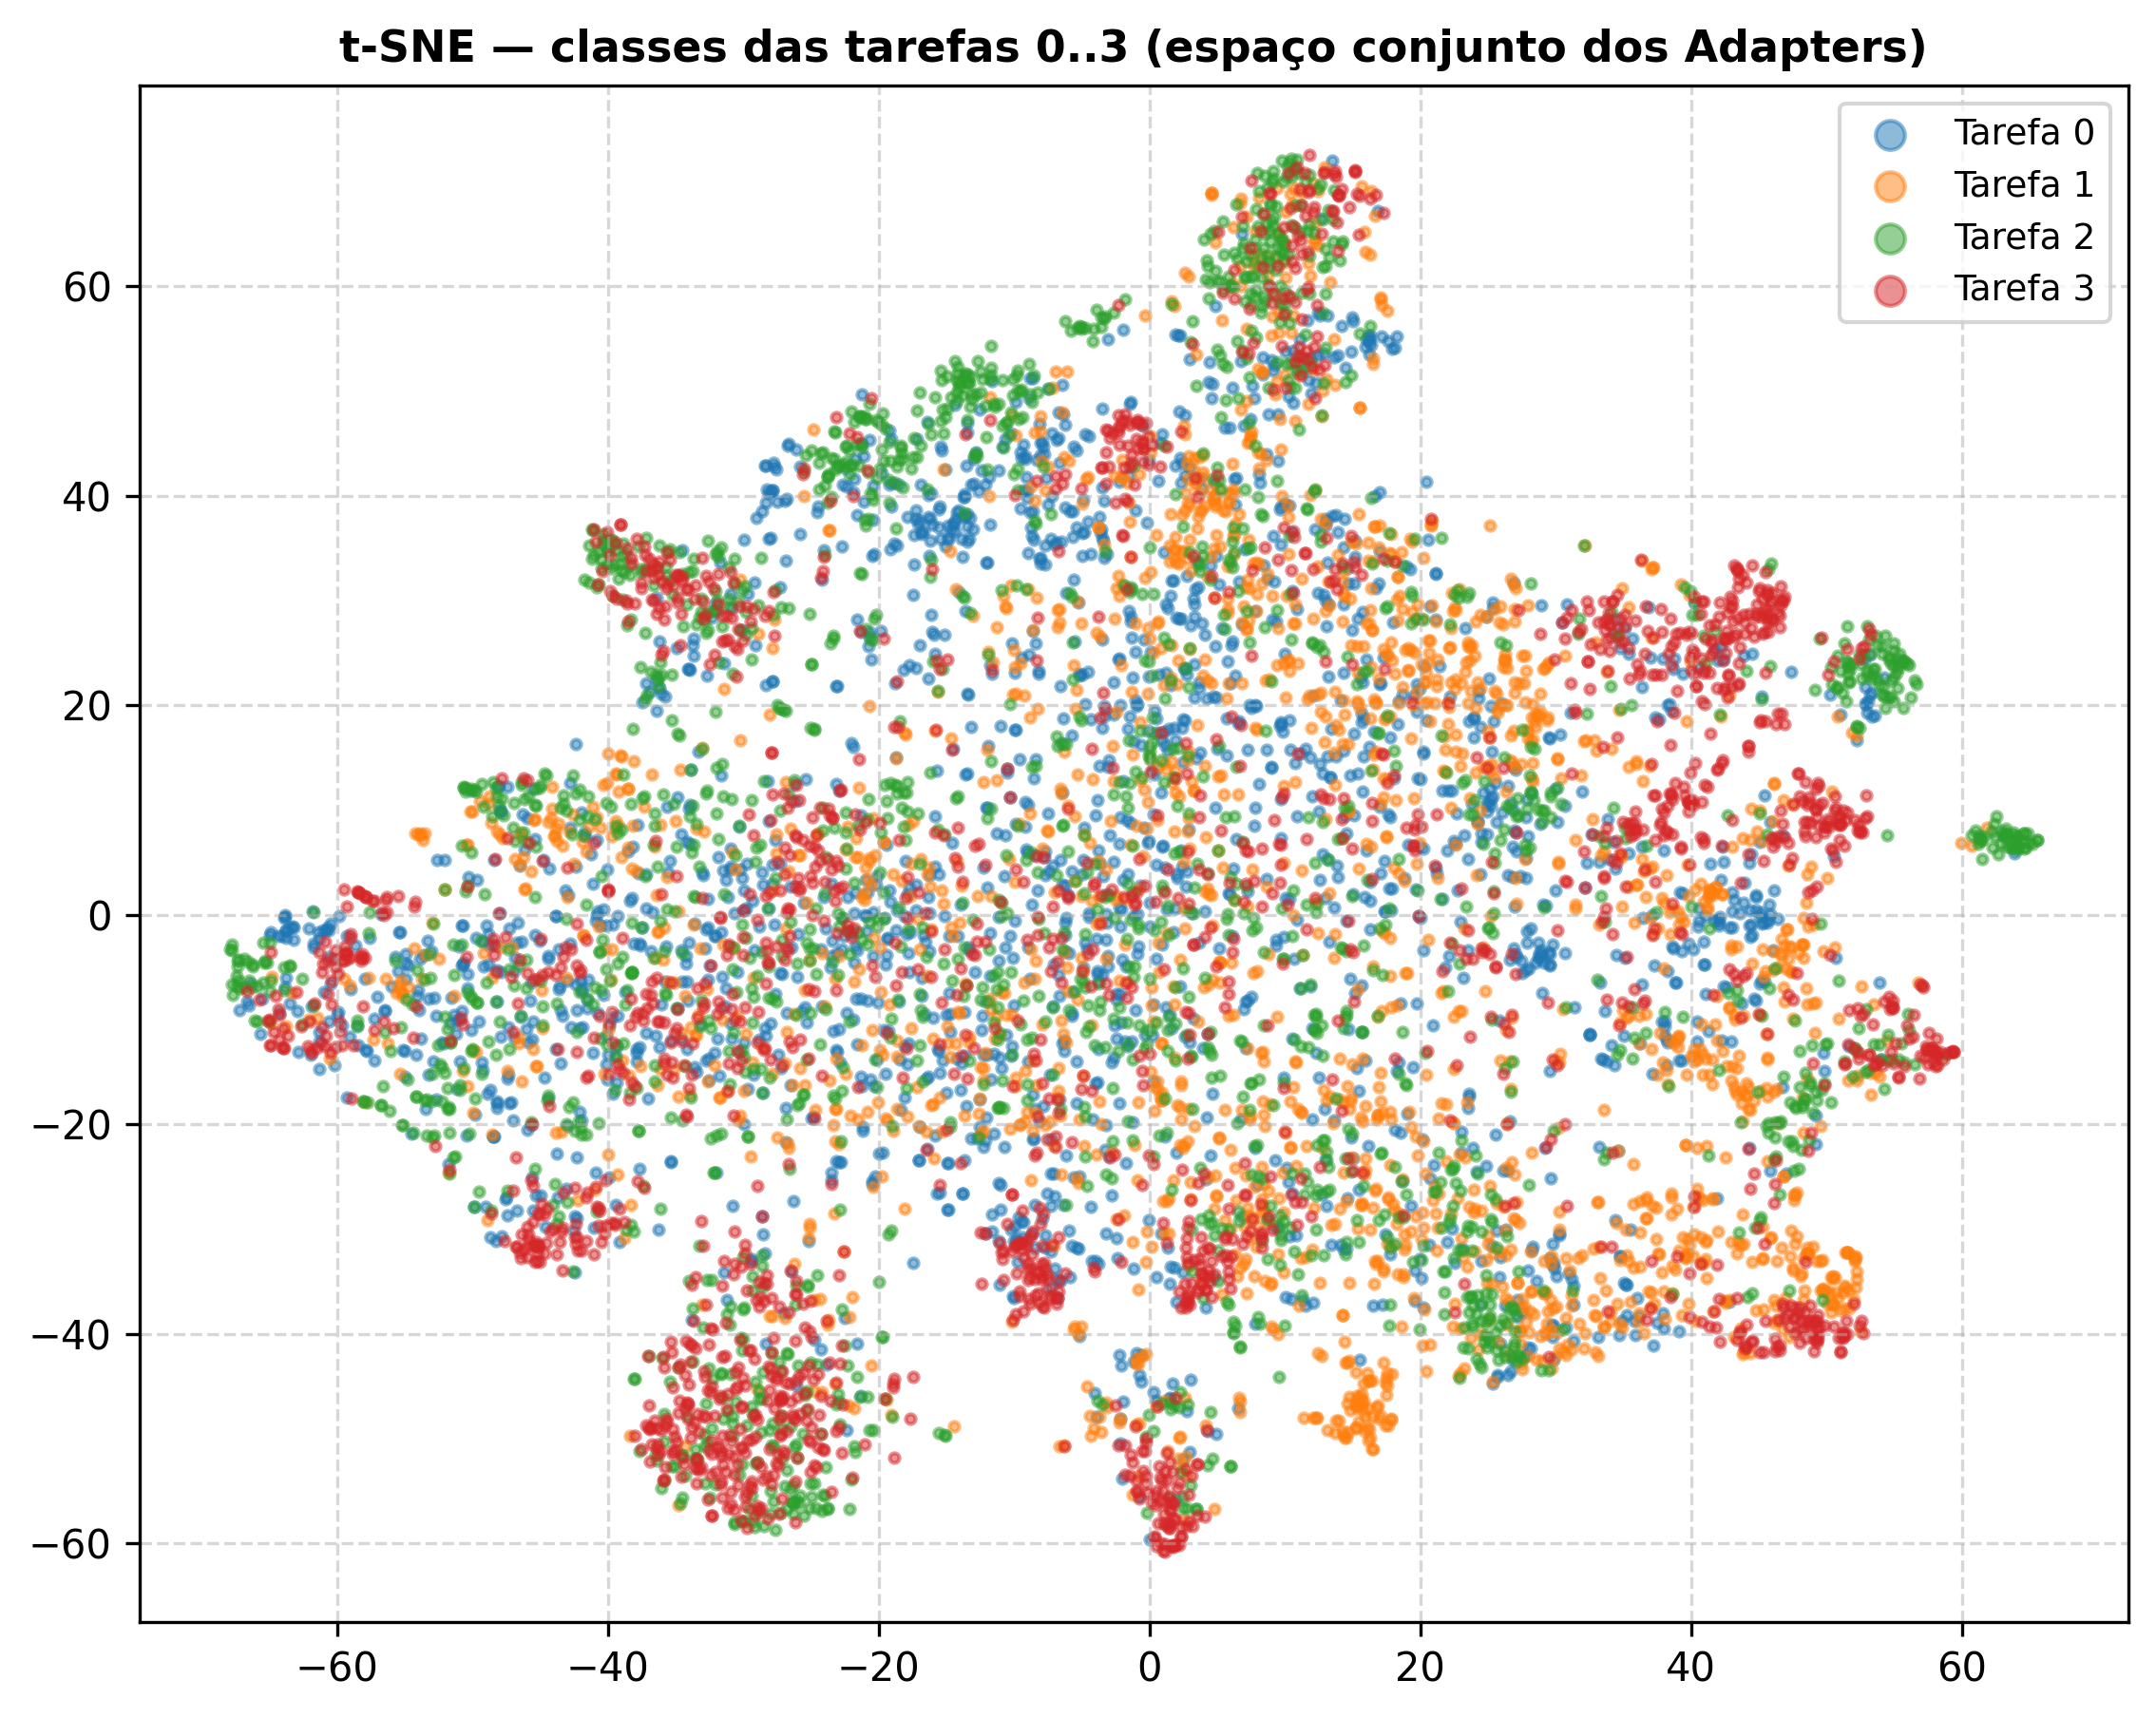 t-SNE — classes das tarefas 0..3 (espaço conjunto dos Adapters)
Tarefa 0
Tarefa 1
Tarefa 2
Tarefa 3
60
40
20
0
−20
−40
−60
−60 −40 −20 0 20 40 60